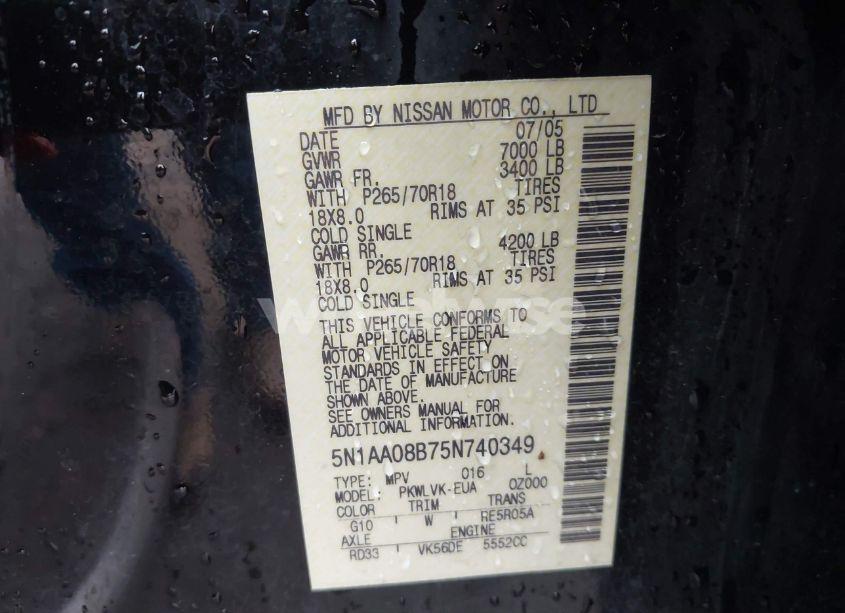 MFD BY NISSAN MOTOR CO., LTD
DATE 07/05
GVWR 7000 LB
GAWR FR. 3400 LB
WITH P265/70R18 TIRES
18X8.0 RIMS AT 35 PSI
COLD SINGLE
GAWR RR. 4200 LB
WITH P265/70R18 TIRES
18X8.0 RIMS AT 35 PSI
COLD SINGLE
THIS VEHICLE CONFORMS TO
ALL APPLICABLE FEDERAL
MOTOR VEHICLE SAFETY
STANDARDS IN EFFECT ON
THE DATE OF MANUFACTURE
SHOWN ABOVE.
SEE OWNERS MANUAL FOR
ADDITIONAL INFORMATION.
5N1AA08B75N740349
TYPE: MPV 016 L
MODEL: PKWLVK-EUA 0Z000
COLOR TRIM TRANS
G10 W RE5R05A
AXLE ENGINE
RD33 VK56DE 5552CC